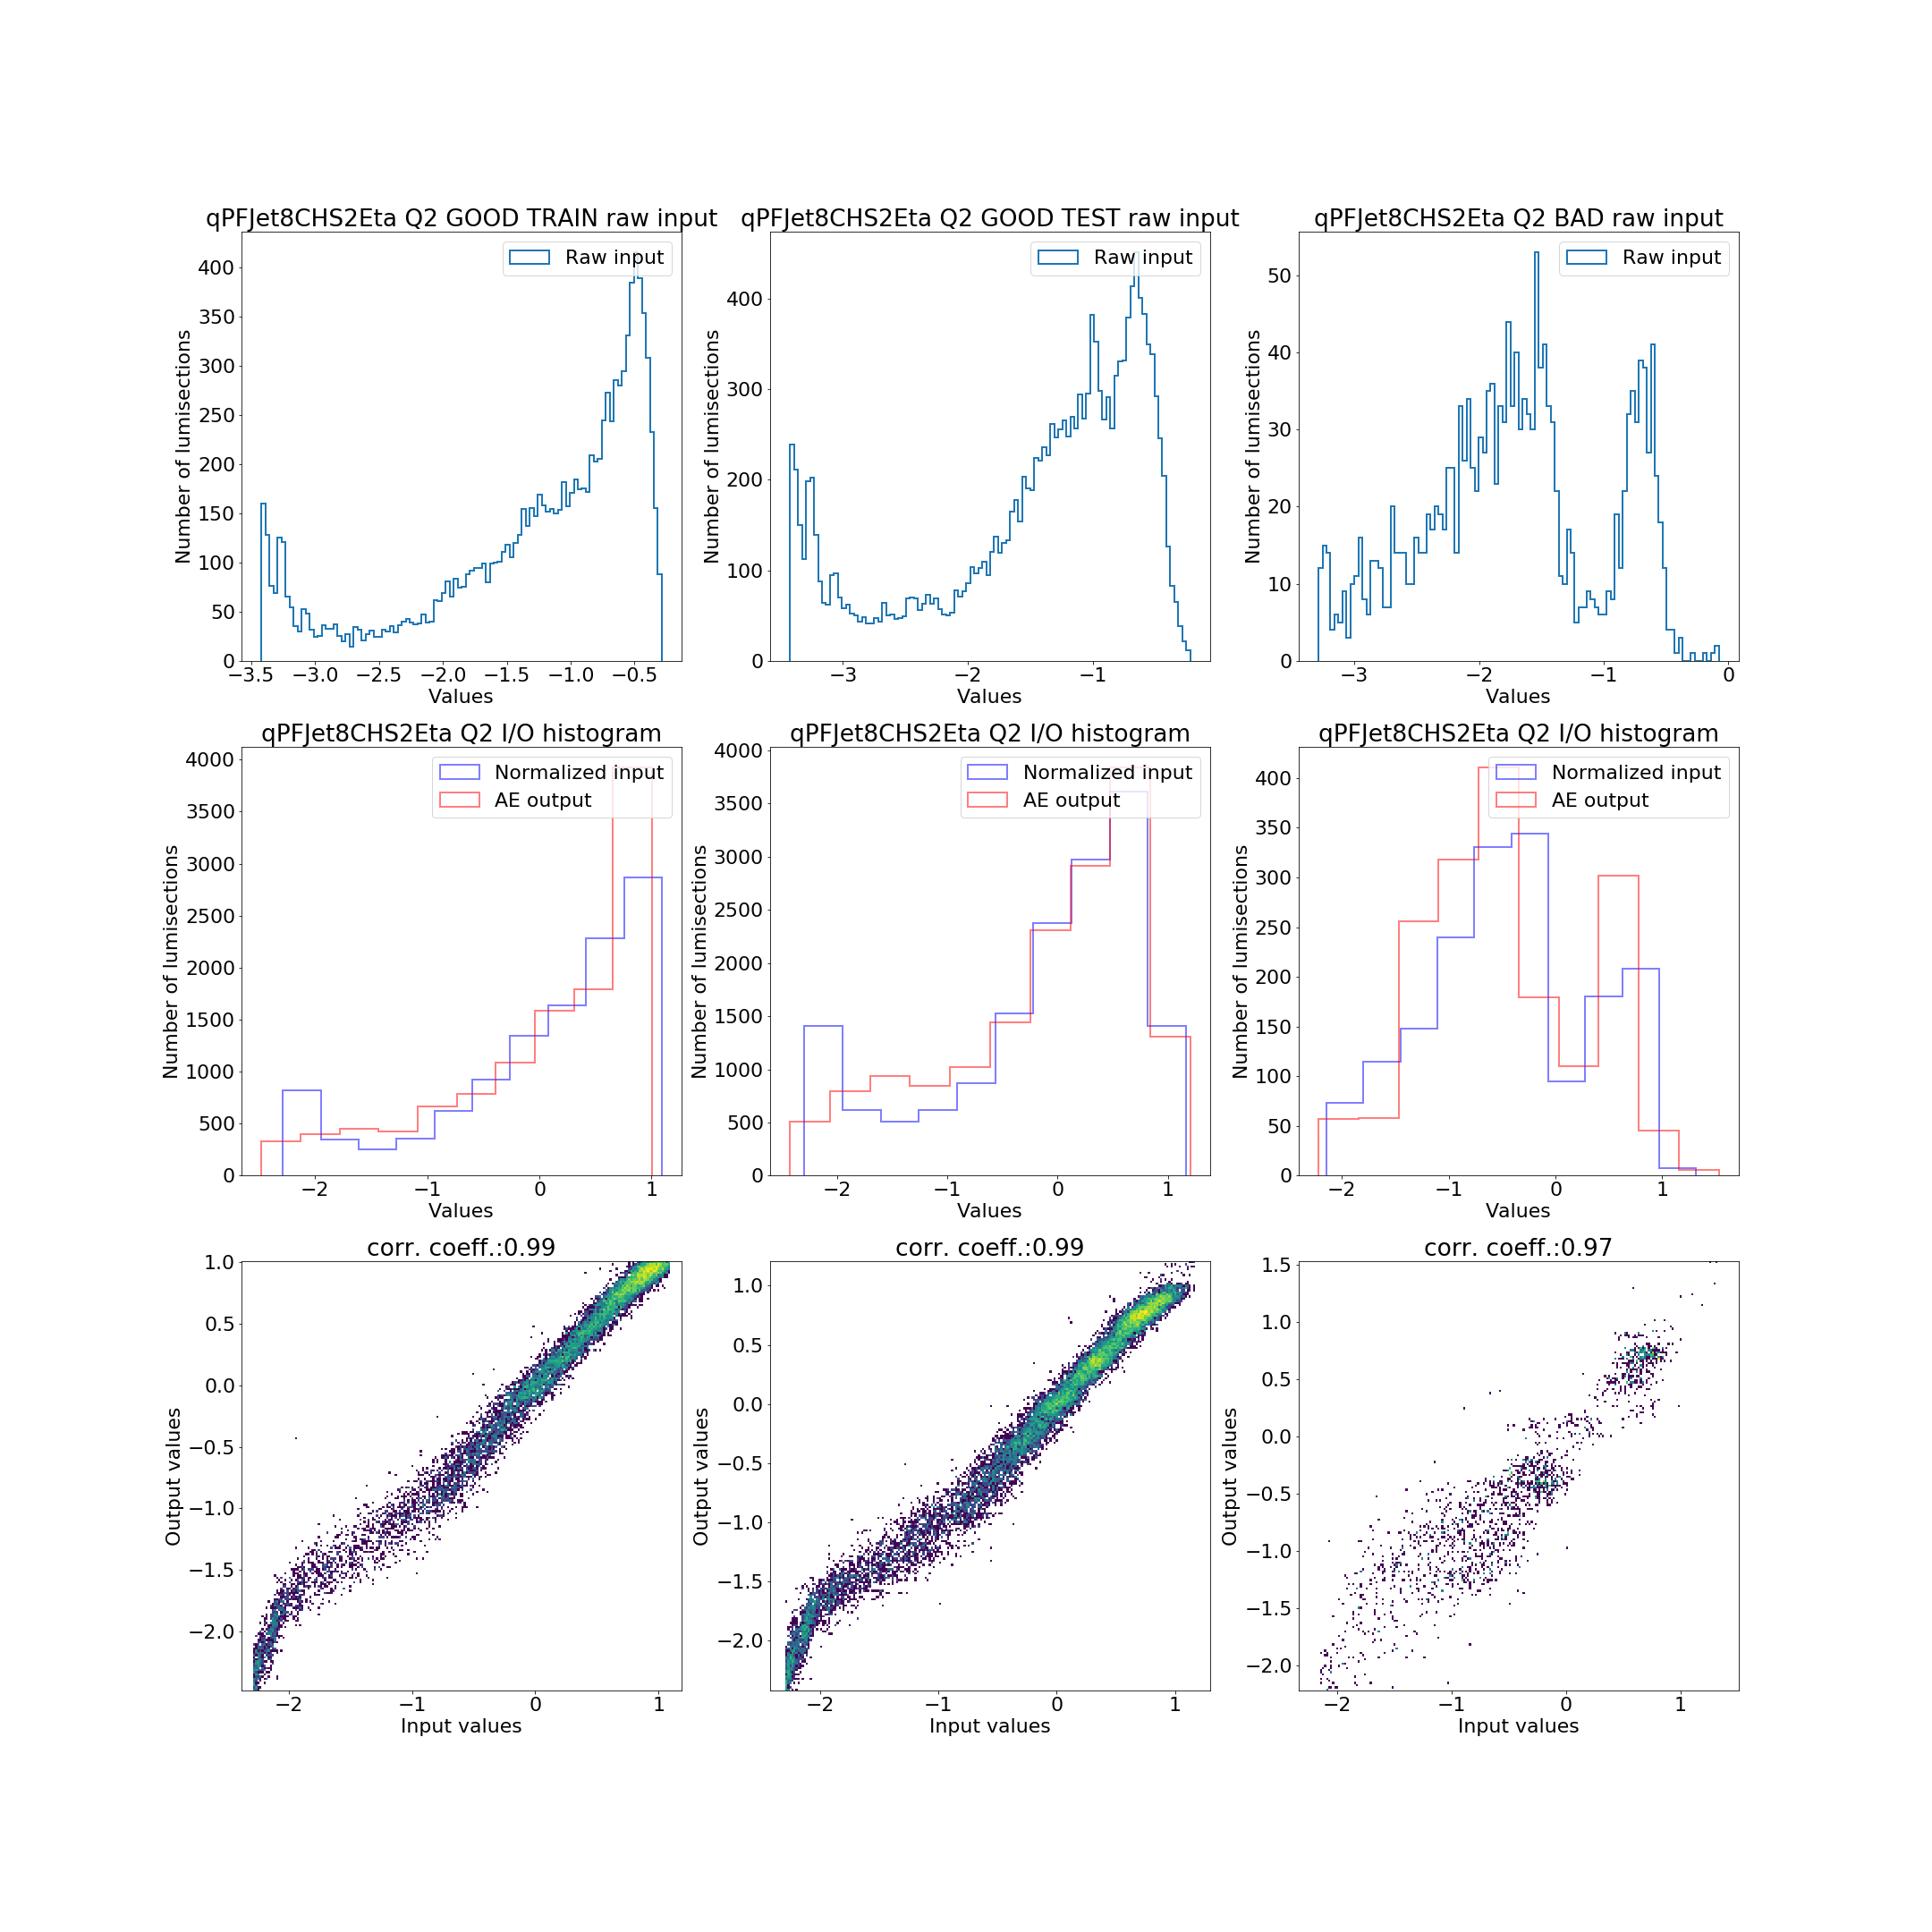 qPFJet8CHS2Eta Q2 GOOD TRAIN raw input
Raw input
Number of lumisections
400
350
300
250
200
150
100
50
0
−3.5 −3.0 −2.5 −2.0 −1.5 −1.0 −0.5
Values
qPFJet8CHS2Eta Q2 GOOD TEST raw input
Raw input
Number of lumisections
400
300
200
100
0
−3 −2 −1
Values
qPFJet8CHS2Eta Q2 BAD raw input
Raw input
Number of lumisections
50
40
30
20
10
0
−3 −2 −1 0
Values
qPFJet8CHS2Eta Q2 I/O histogram
Normalized input
AE output
Number of lumisections
4000
3500
3000
2500
2000
1500
1000
500
0
−2 −1 0 1
Values
qPFJet8CHS2Eta Q2 I/O histogram
Normalized input
AE output
Number of lumisections
4000
3500
3000
2500
2000
1500
1000
500
0
−2 −1 0 1
Values
qPFJet8CHS2Eta Q2 I/O histogram
Normalized input
AE output
Number of lumisections
400
350
300
250
200
150
100
50
0
−2 −1 0 1
Values
corr. coeff.:0.99
Output values
1.0
0.5
0.0
−0.5
−1.0
−1.5
−2.0
−2 −1 0 1
Input values
corr. coeff.:0.99
Output values
1.0
0.5
0.0
−0.5
−1.0
−1.5
−2.0
−2 −1 0 1
Input values
corr. coeff.:0.97
Output values
1.5
1.0
0.5
0.0
−0.5
−1.0
−1.5
−2.0
−2 −1 0 1
Input values